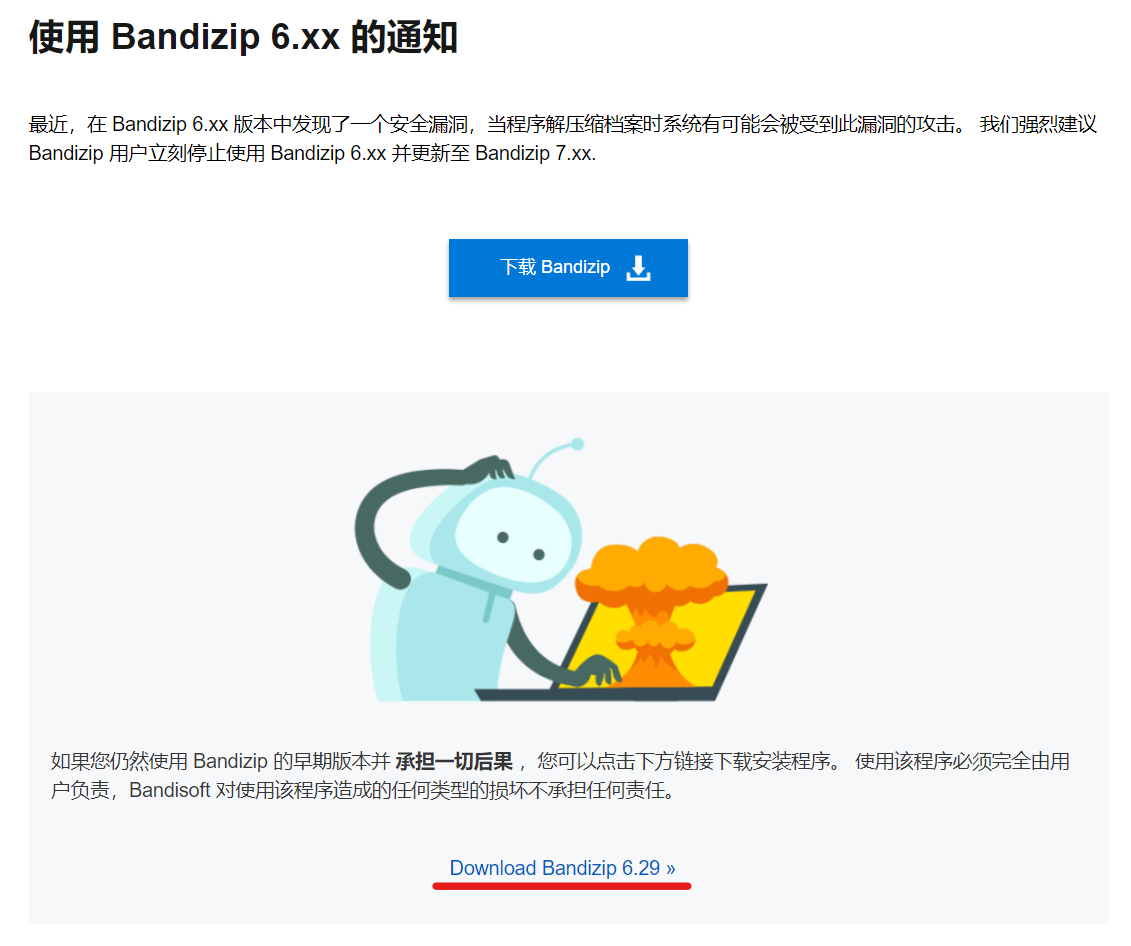 使用 Bandizip 6.xx 的通知
最近，在 Bandizip 6.xx 版本中发现了一个安全漏洞，当程序解压缩档案时系统有可能会被受到此漏洞的攻击。 我们强烈建议
Bandizip 用户立刻停止使用 Bandizip 6.xx 并更新至 Bandizip 7.xx.
下载 Bandizip
如果您仍然使用 Bandizip 的早期版本并 承担一切后果 ，您可以点击下方链接下载安装程序。 使用该程序必须完全由用
户负责，Bandisoft 对使用该程序造成的任何类型的损坏不承担任何责任。
Download Bandizip 6.29 »